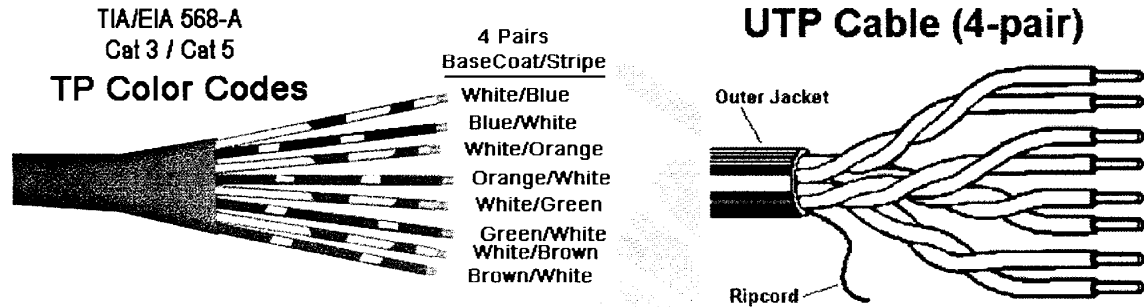 TIA/EIA 568-A
Cat 3 / Cat 5
TP Color Codes
4 Pairs
BaseCoat/Stripe
White/Blue
Blue/White
White/Orange
Orange/White
White/Green
Green/White
White/Brown
Brown/White
UTP Cable (4-pair)
Outer Jacket
Ripcord